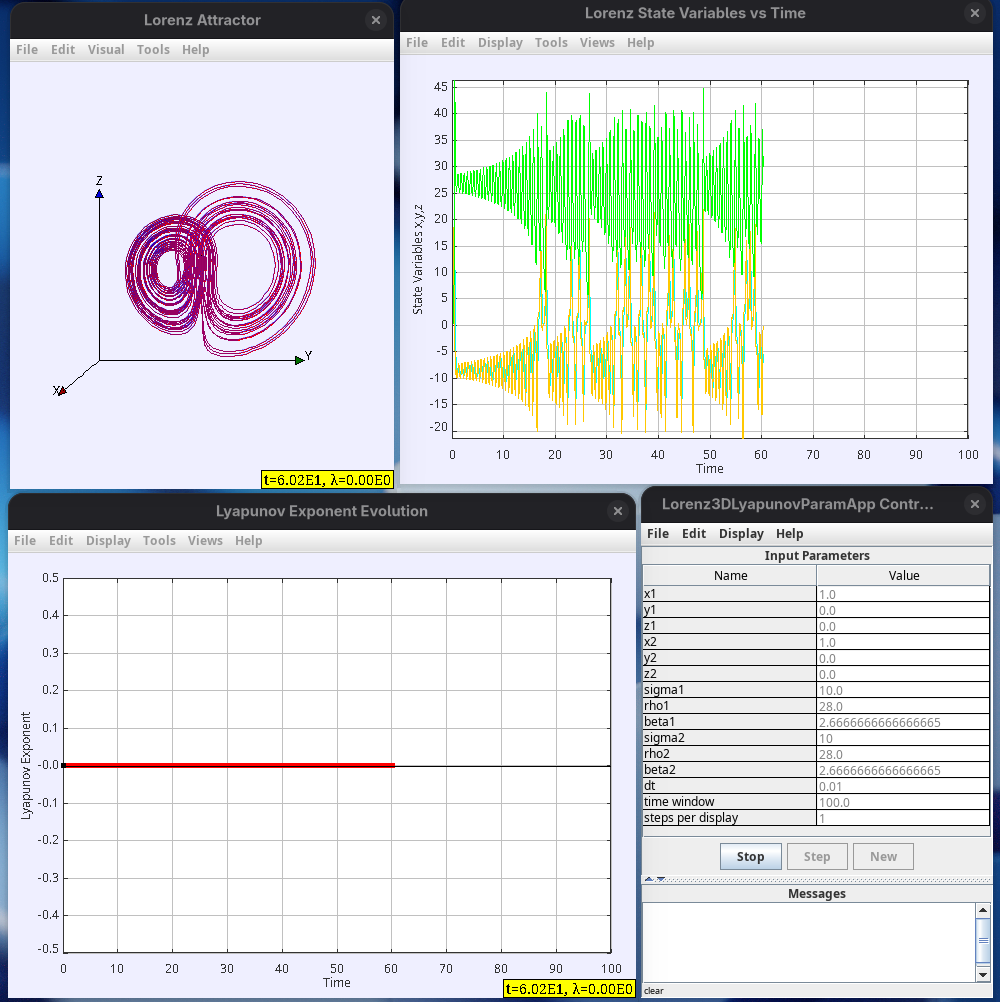 Lorenz Attractor
File Edit Visual Tools Help
Z
Y
X
t=6.02E1, λ=0.00E0
Lorenz State Variables vs Time
File Edit Display Tools Views Help
State Variables x,y,z
45
40
35
30
25
20
15
10
5
0
-5
-10
-15
-20
0 10 20 30 40 50 60 70 80 90 100
Time
Lyapunov Exponent Evolution
File Edit Display Tools Views Help
Lyapunov Exponent
0.5
0.4
0.3
0.2
0.1
-0.0
-0.1
-0.2
-0.3
-0.4
-0.5
0 10 20 30 40 50 60 70 80 90 100
Time
t=6.02E1, λ=0.00E0
Lorenz3DLyapunovParamApp Contr...
File Edit Display Help
Input Parameters
Name Value
x1 1.0
y1 0.0
z1 0.0
x2 1.0
y2 0.0
z2 0.0
sigma1 10.0
rho1 28.0
beta1 2.6666666666666665
sigma2 10
rho2 28.0
beta2 2.6666666666666665
dt 0.01
time window 100.0
steps per display 1
Stop Step New
Messages
clear